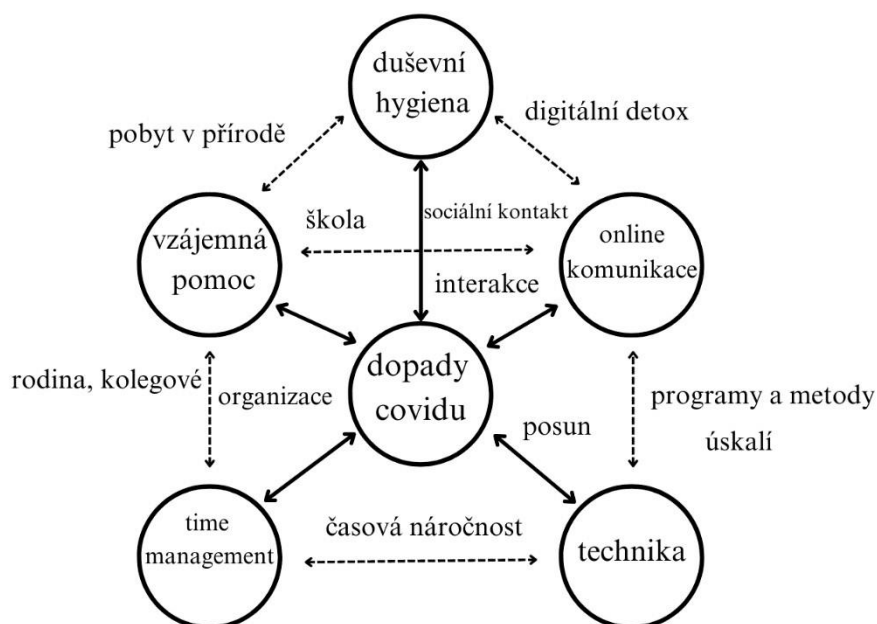 duševní
hygiena
pobyt v přírodě
digitální detox
vzájemná
pomoc
škola
sociální kontakt
online
komunikace
interakce
dopady
covidu
rodina, kolegové
organizace
posun
programy a metody
úskalí
time
management
časová náročnost
technika